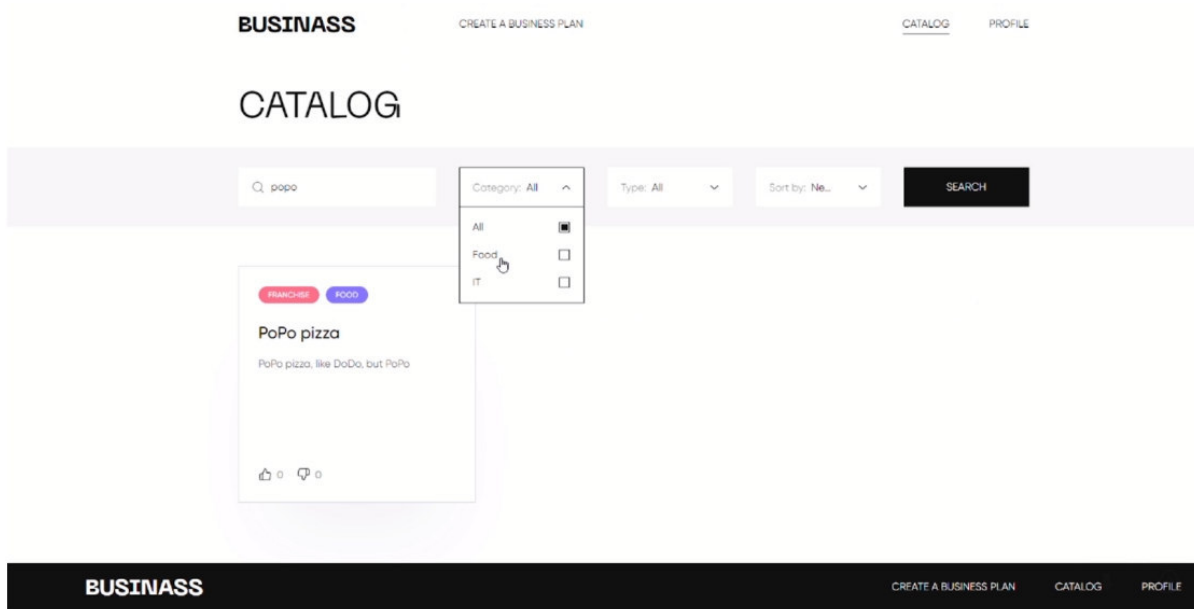 BUSINASS CREATE A BUSINESS PLAN CATALOG PROFILE
CATALOG
popo Category: All Type: All Sort by: Ne... SEARCH
All
Food
IT
FRANCHISE FOOD
PoPo pizza
PoPo pizza, like DoDo, but PoPo
0 0
BUSINASS CREATE A BUSINESS PLAN CATALOG PROFILE